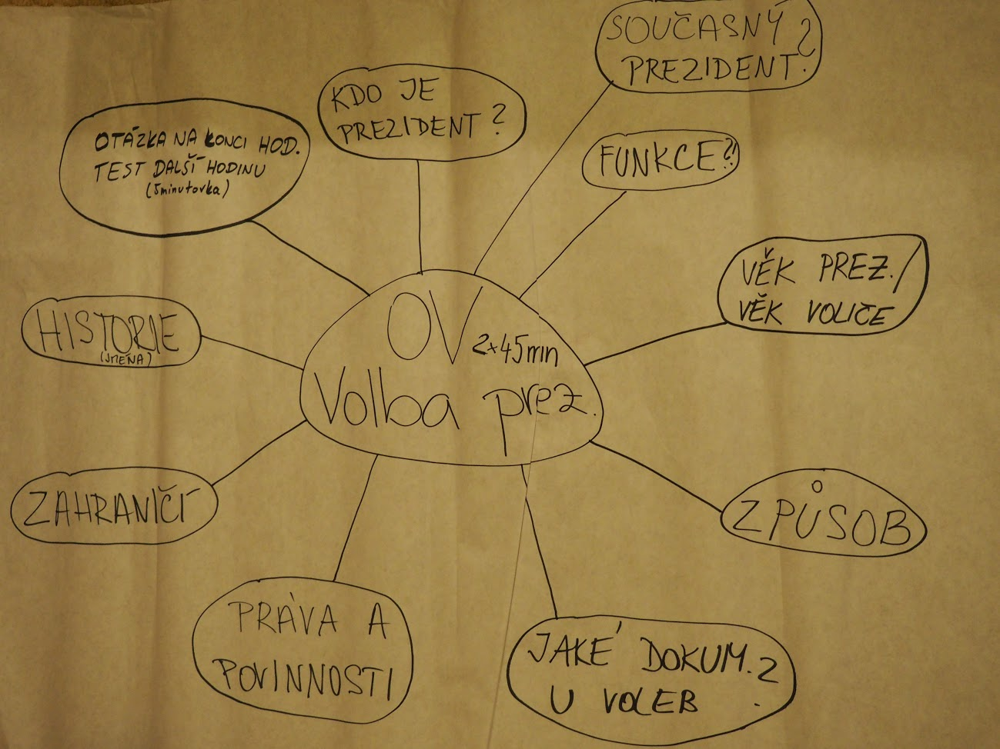 SOUČASNÝ
PREZIDENT?
KDO JE
PREZIDENT?
OTÁZKA NA KONCI HOD.
TEST DALŠÍ HODINU
(5minutovka)
FUNKCE?!
VĚK PREZ./
VĚK VOLIČE
HISTORIE
(JMÉNA)
OV
2x45min
Volba prez.
ZAHRANIČÍ
ZPŮSOB
PRÁVA A
POVINNOSTI
JAKÉ DOKUM.?
U VOLEB